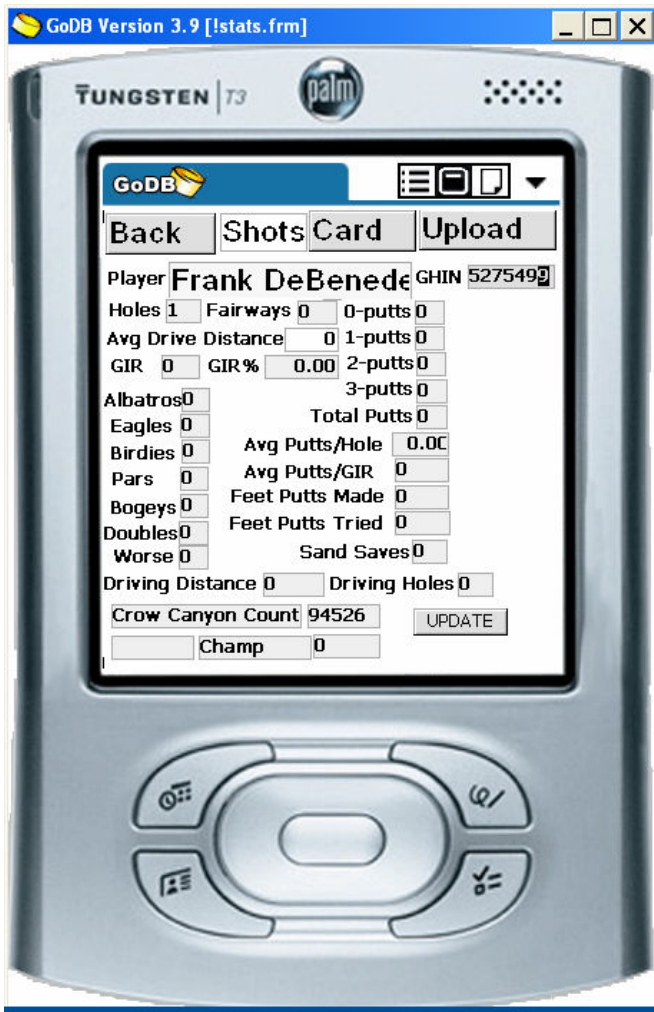 GoDB Version 3.9 [!stats.frm]
TUNGSTEN | T3 palm
GoDB
Back Shots Card Upload
Player Frank DeBenede GHIN 5275499
Holes 1 Fairways 0 0-putts 0
Avg Drive Distance 0 1-putts 0
GIR 0 GIR% 0.00 2-putts 0
3-putts 0
Albatros 0
Total Putts 0
Eagles 0
Birdies 0 Avg Putts/Hole 0.00
Pars 0 Avg Putts/GIR 0
Bogeys 0 Feet Putts Made 0
Doubles 0 Feet Putts Tried 0
Worse 0 Sand Saves 0
Driving Distance 0 Driving Holes 0
Crow Canyon Count 94526 UPDATE
Champ 0